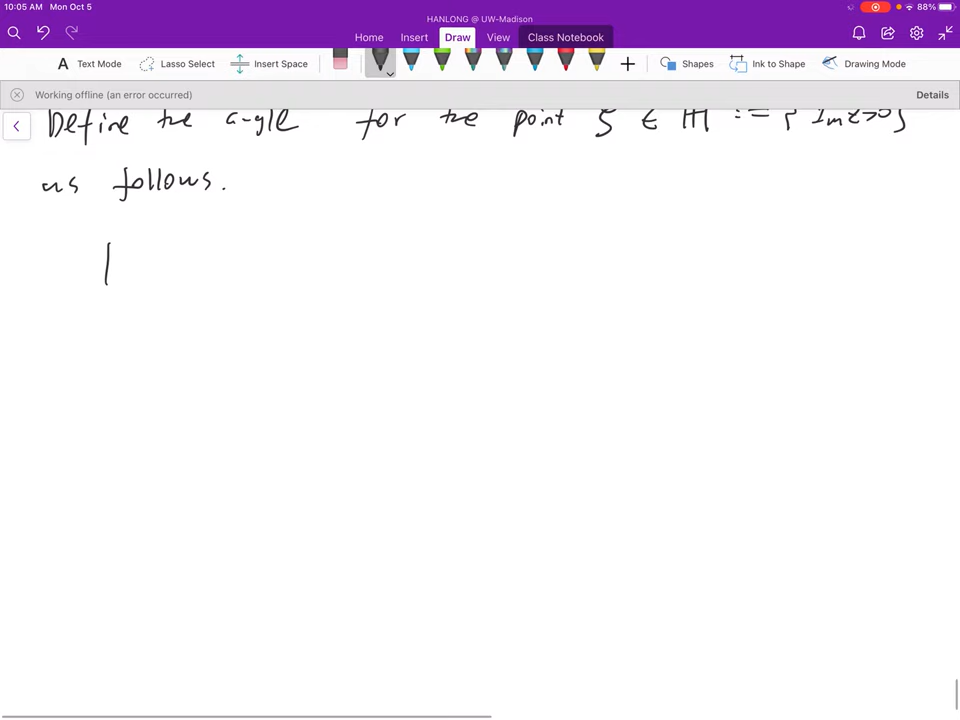 10:05 AM Mon Oct 5
88%
HANLONG @ UW-Madison
Home Insert Draw View Class Notebook
Text Mode Lasso Select Insert Space Shapes Ink to Shape Drawing Mode
Working offline (an error occurred) Details
Define the angle for the point ζ ∈ ℍ := { Imz>0}
as follows.